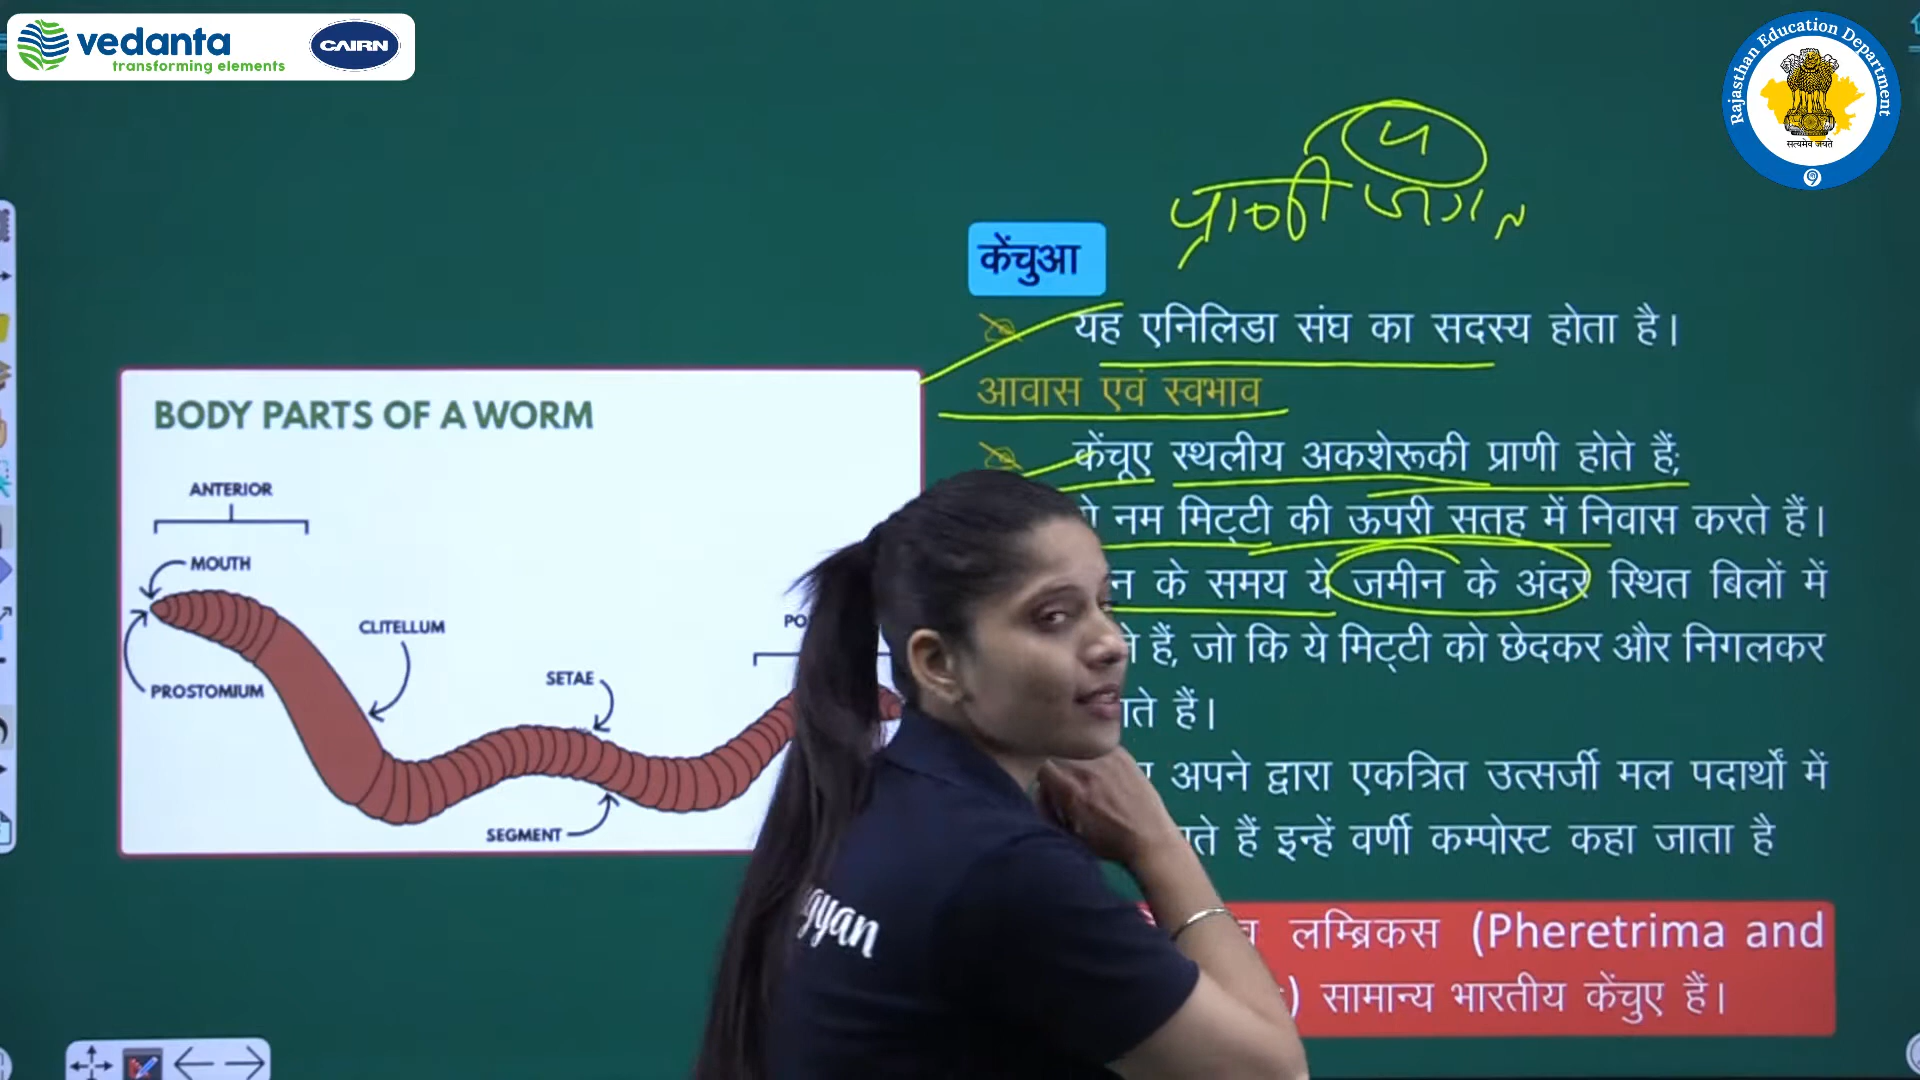 vedanta
transforming elements
CAIRN
Rajasthan Education Department
सत्यमेव जयते
4
प्राणी जगत
केंचुआ
यह एनिलिडा संघ का सदस्य होता है।
आवास एवं स्वभाव
केंचूए स्थलीय अकशेरूकी प्राणी होते हैं;
नम मिट्टी की ऊपरी सतह में निवास करते हैं।
के समय ये जमीन के अंदर स्थित बिलों में
हैं, जो कि ये मिट्टी को छेदकर और निगलकर
हैं।
अपने द्वारा एकत्रित उत्सर्जी मल पदार्थों में
हैं इन्हें वर्णी कम्पोस्ट कहा जाता है
लम्ब्रिकस (Pheretrima and
) सामान्य भारतीय केंचुए हैं।
BODY PARTS OF A WORM
ANTERIOR
MOUTH
CLITELLUM
PROSTOMIUM
SETAE
SEGMENT
gyan